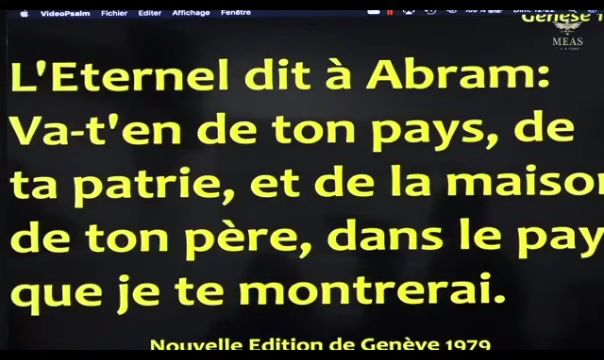 VideoPsalm Fichier Editer Affichage Fenêtre
MEAS
L'Eternel dit à Abram:
Va-t'en de ton pays, de
ta patrie, et de la maiso
de ton père, dans le pay
que je te montrerai.
Nouvelle Edition de Genève 1979